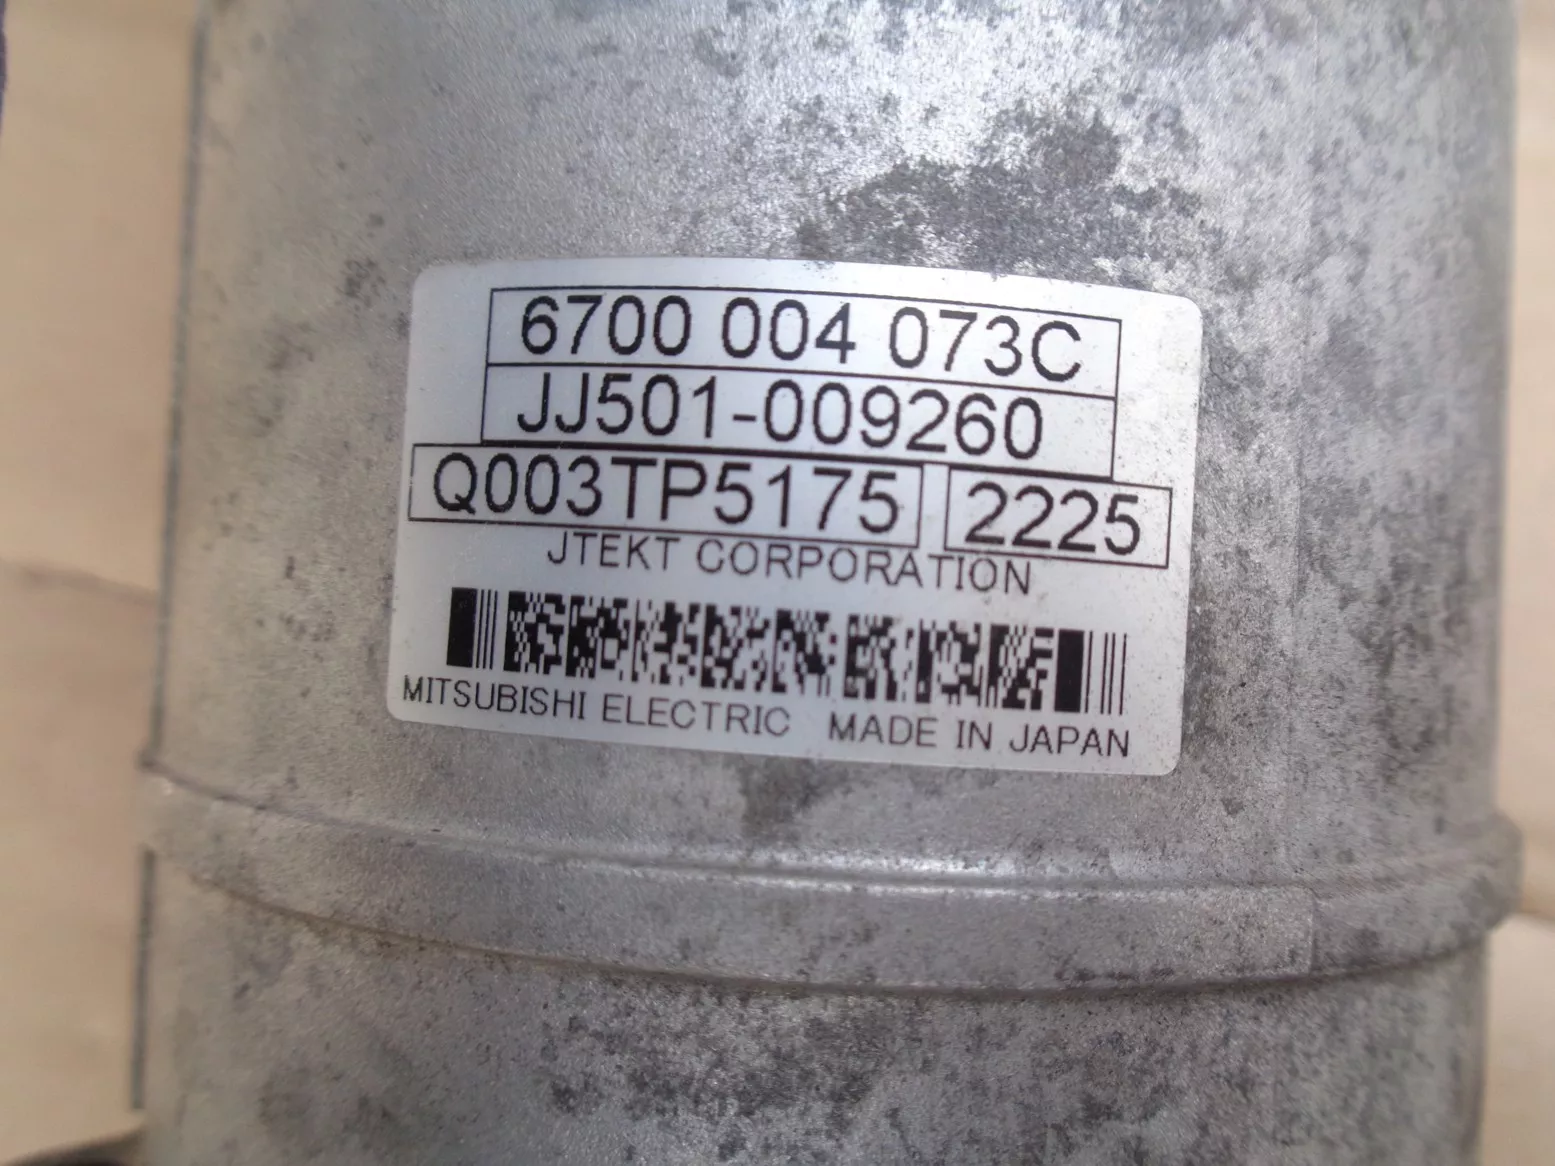 6700 004 073C
JJ501-009260
Q003TP5175 2225
JTEKT CORPORATION
MITSUBISHI ELECTRIC MADE IN JAPAN